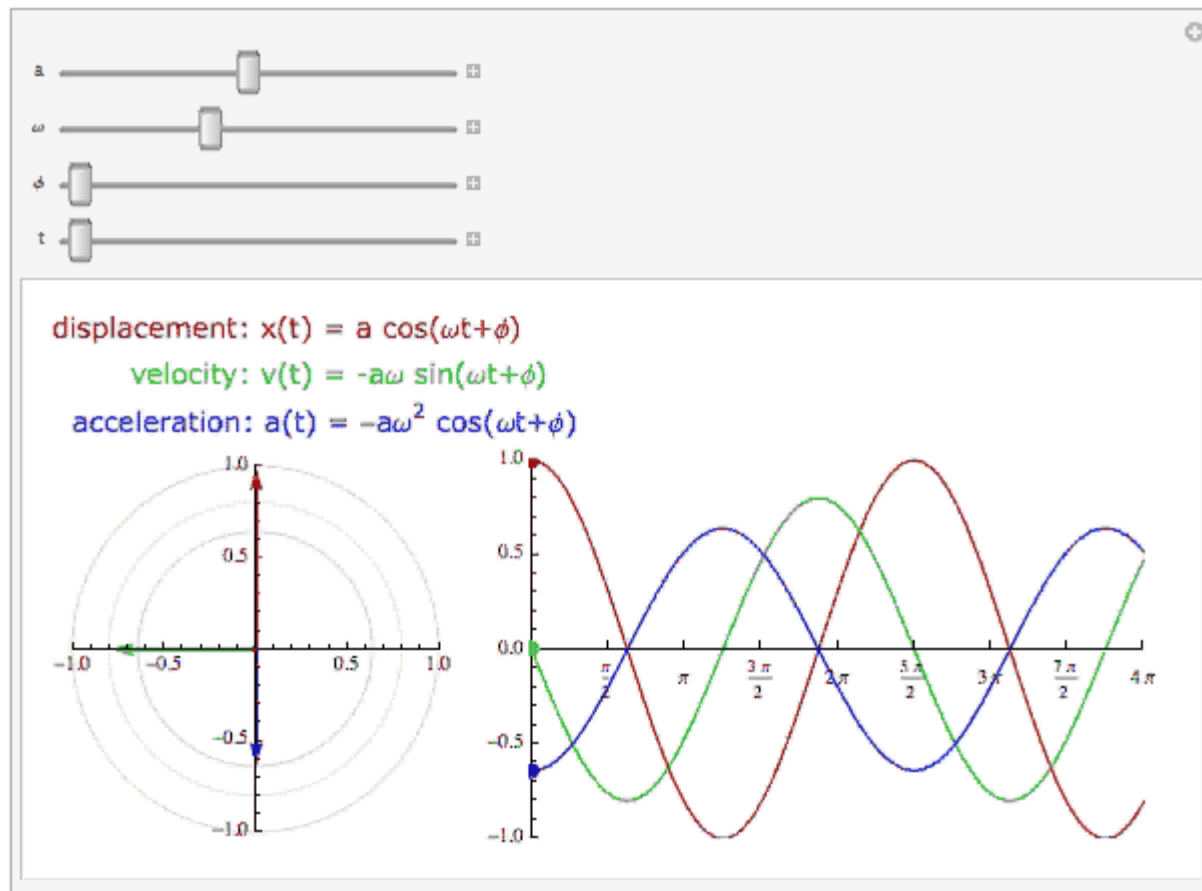 a
ω
ϕ
t
displacement: x(t) = a cos(ωt+ϕ)
velocity: v(t) = -aω sin(ωt+ϕ)
acceleration: a(t) = -aω² cos(ωt+ϕ)
1.0
0.5
-1.0 -0.5 0.5 1.0
-0.5
-1.0
1.0
0.5
0.0
π/2 π 3π/2 2π 5π/2 3π 7π/2 4π
-0.5
-1.0